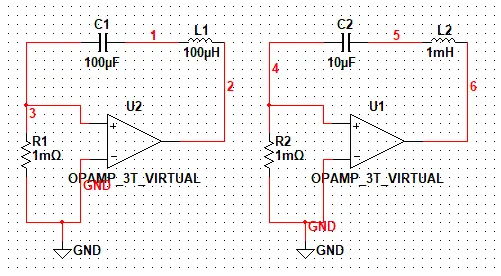 C1
1
L1
100µF
100µH
2
3
U2
R1
1mΩ
OPAMP_3T_VIRTUAL
GND
GND
C2
5
L2
10µF
1mH
4
6
U1
R2
1mΩ
OPAMP_3T_VIRTUAL
GND
GND